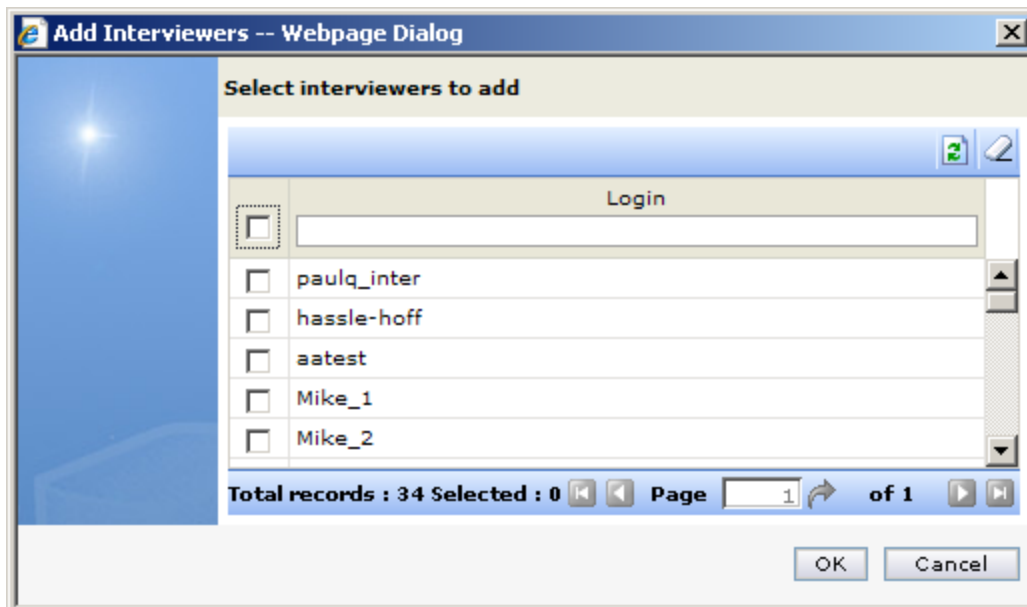 Add Interviewers -- Webpage Dialog
Select interviewers to add
Login
paulq_inter
hassle-hoff
aatest
Mike_1
Mike_2
Total records : 34 Selected : 0 Page 1 of 1
OK Cancel